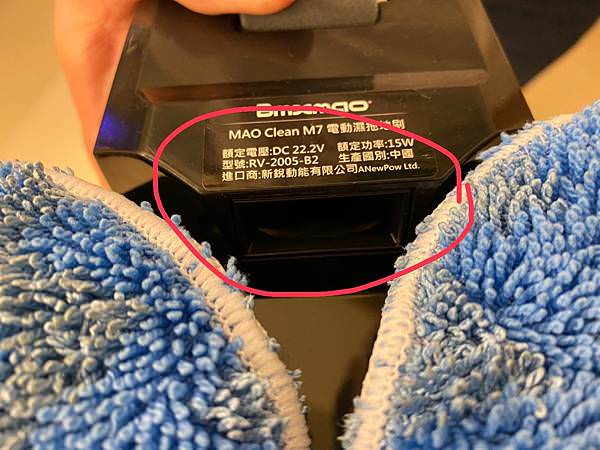 Bmxmao
MAO Clean M7 電動濕拖地刷
額定電壓:DC 22.2V 額定功率:15W
型號:RV-2005-B2 生產國別:中國
進口商:新銳動能有限公司ANewPow Ltd.